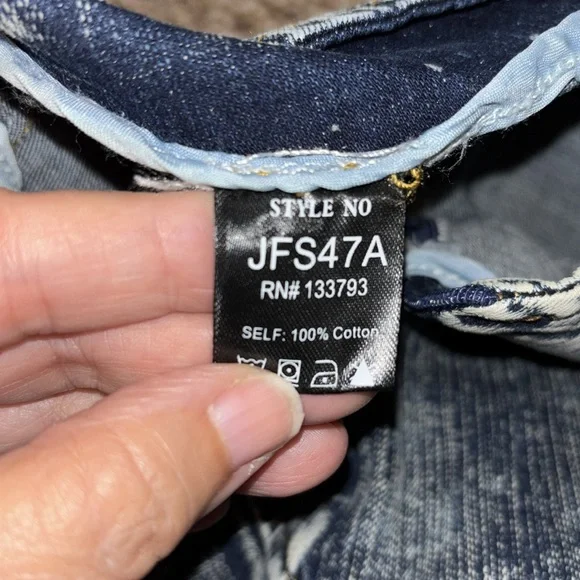 STYLE NO
JFS47A
RN# 133793
SELF: 100% Cotton